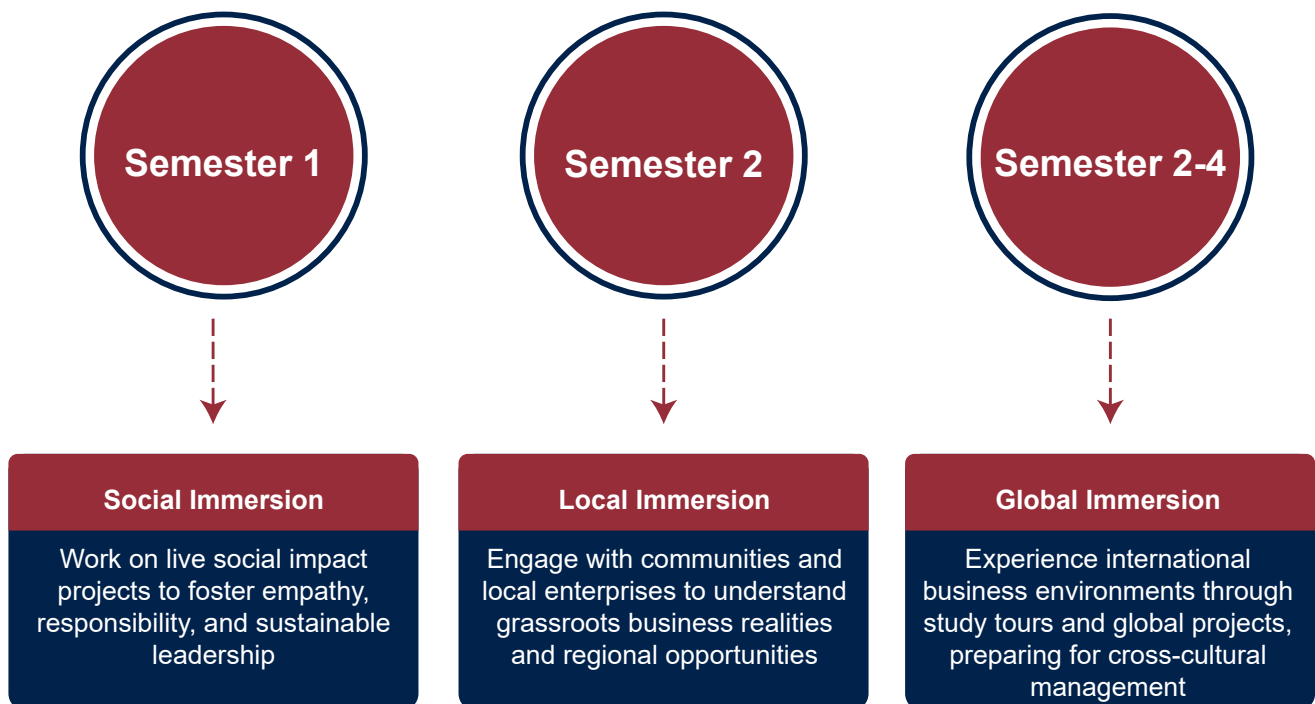 Semester 1
Semester 2
Semester 2-4
Social Immersion
Work on live social impact
projects to foster empathy,
responsibility, and sustainable
leadership
Local Immersion
Engage with communities and
local enterprises to understand
grassroots business realities
and regional opportunities
Global Immersion
Experience international
business environments through
study tours and global projects,
preparing for cross-cultural
management